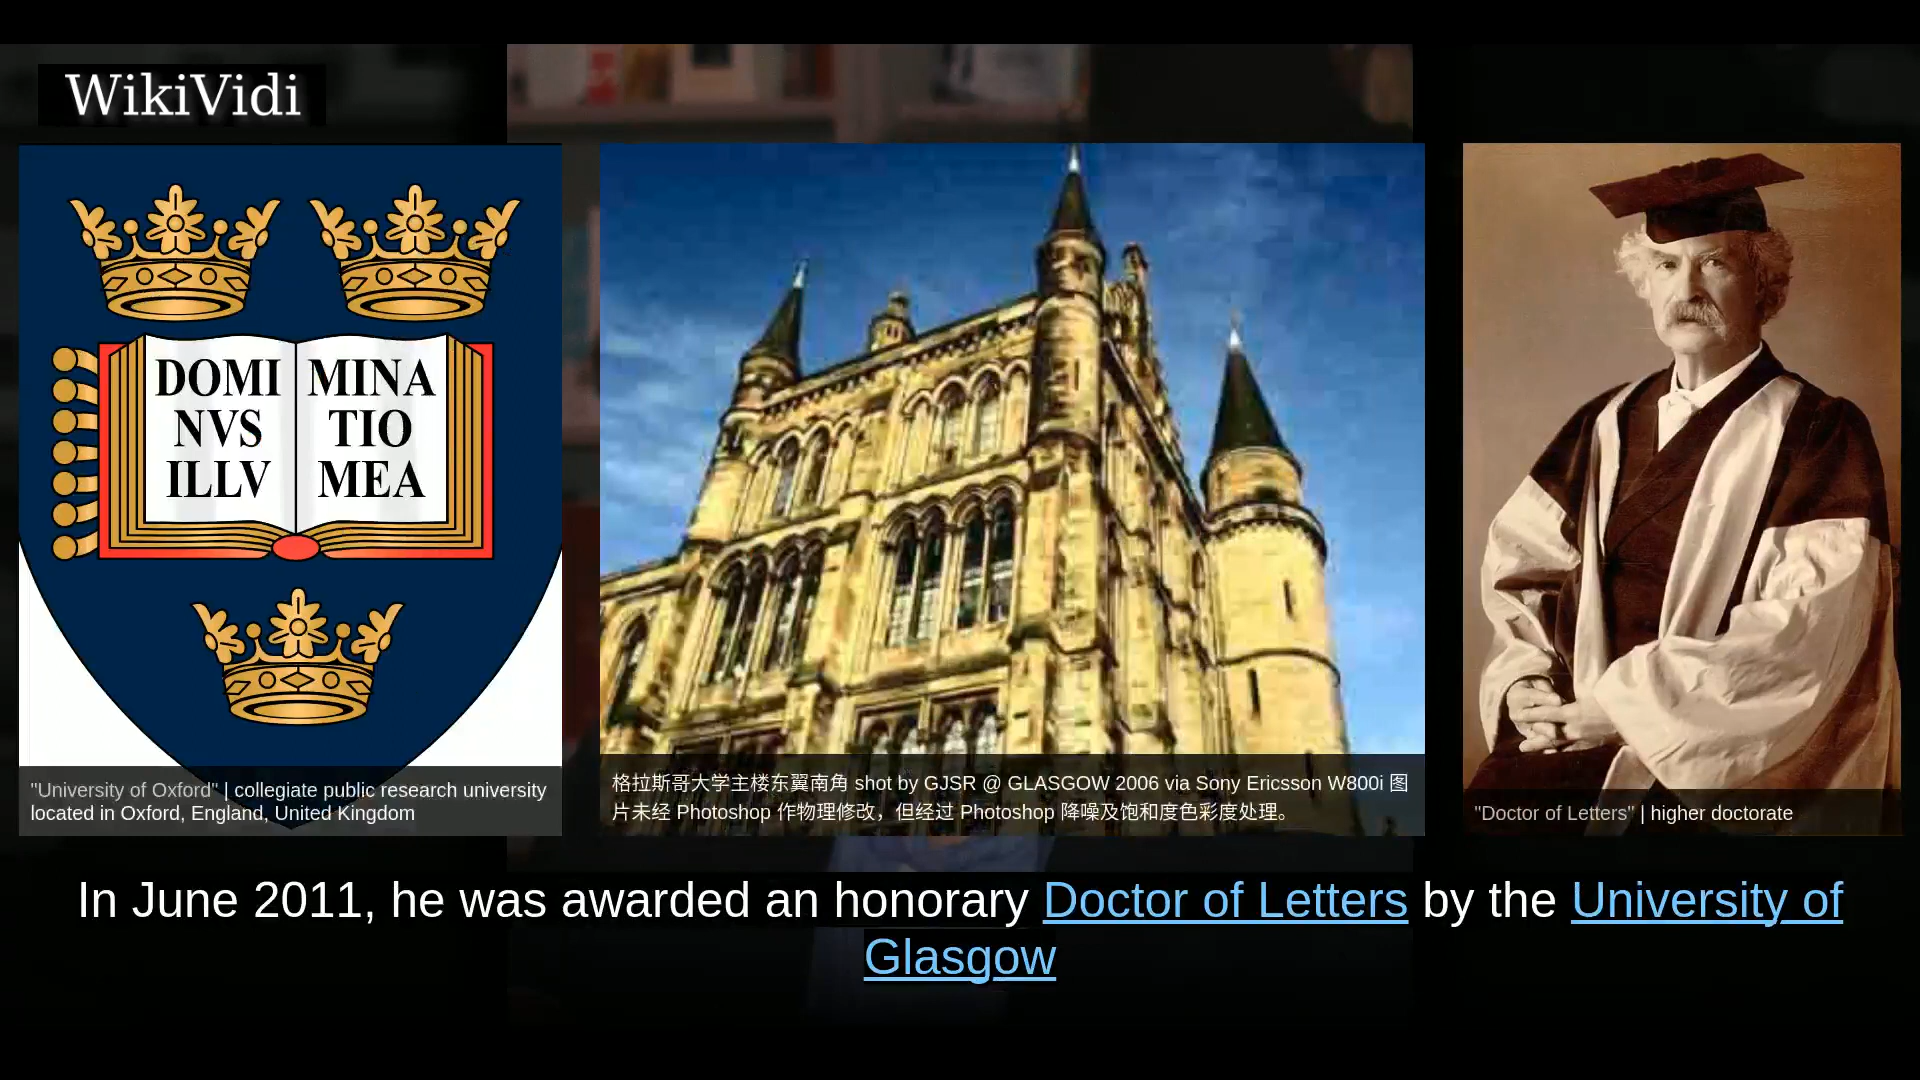 WikiVidi
DOMI
NVS
ILLV
MINA
TIO
MEA
"University of Oxford" | collegiate public research university
located in Oxford, England, United Kingdom
格拉斯哥大学主楼东翼南角 shot by GJSR @ GLASGOW 2006 via Sony Ericsson W800i 图
片未经 Photoshop 作物理修改，但经过 Photoshop 降噪及饱和度色彩度处理。
"Doctor of Letters" | higher doctorate
In June 2011, he was awarded an honorary Doctor of Letters by the University of
Glasgow